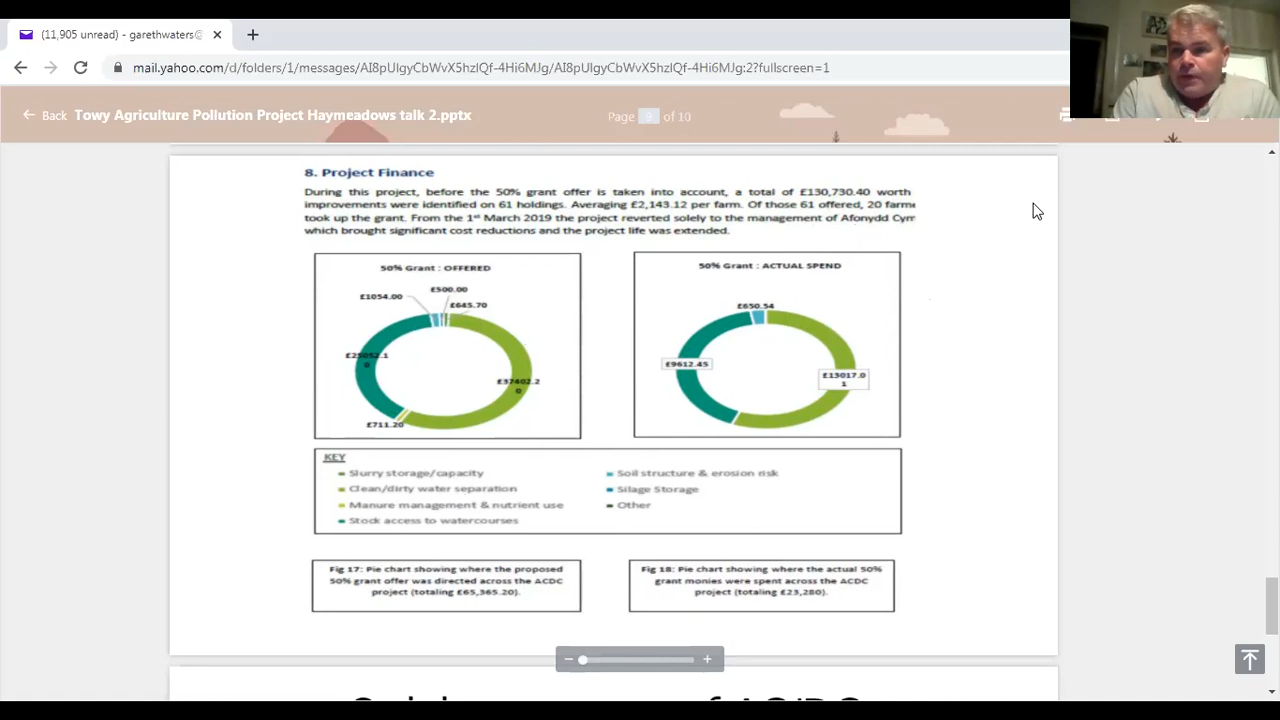 (11,905 unread) - garethwaters@
mail.yahoo.com/d/folders/1/messages/AI8pUIgyCbWvX5hzIQf-4Hi6MJg/AI8pUIgyCbWvX5hzIQf-4Hi6MJg:2?fullscreen=1
Back Towy Agriculture Pollution Project Haymeadows talk 2.pptx Page 9 of 10
8. Project Finance
During this project, before the 50% grant offer is taken into account, a total of £130,730.40 worth
improvements were identified on 61 holdings. Averaging £2,143.12 per farm. Of those 61 offered, 20 farme
took up the grant. From the 1st March 2019 the project reverted solely to the management of Afonydd Cym
which brought significant cost reductions and the project life was extended.
50% Grant : OFFERED
£500.00
£1054.00
£645.70
£37402.2
0
£711.20
50% Grant : ACTUAL SPEND
£650.54
£9612.45
£13017.0
1
KEY
Slurry storage/capacity
Clean/dirty water separation
Manure management & nutrient use
Stock access to watercourses
Soil structure & erosion risk
Silage Storage
Other
Fig 17: Pie chart showing where the proposed
50% grant offer was directed across the ACDC
project (totaling £65,365.20).
Fig 18: Pie chart showing where the actual 50%
grant monies were spent across the ACDC
project (totaling £23,280).